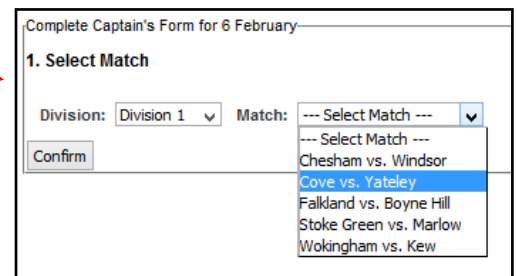 Complete Captain's Form for 6 February
1. Select Match
Division: Division 1 Match: --- Select Match ---
--- Select Match ---
Confirm
Chesham vs. Windsor
Cove vs. Yateley
Falkland vs. Boyne Hill
Stoke Green vs. Marlow
Wokingham vs. Kew